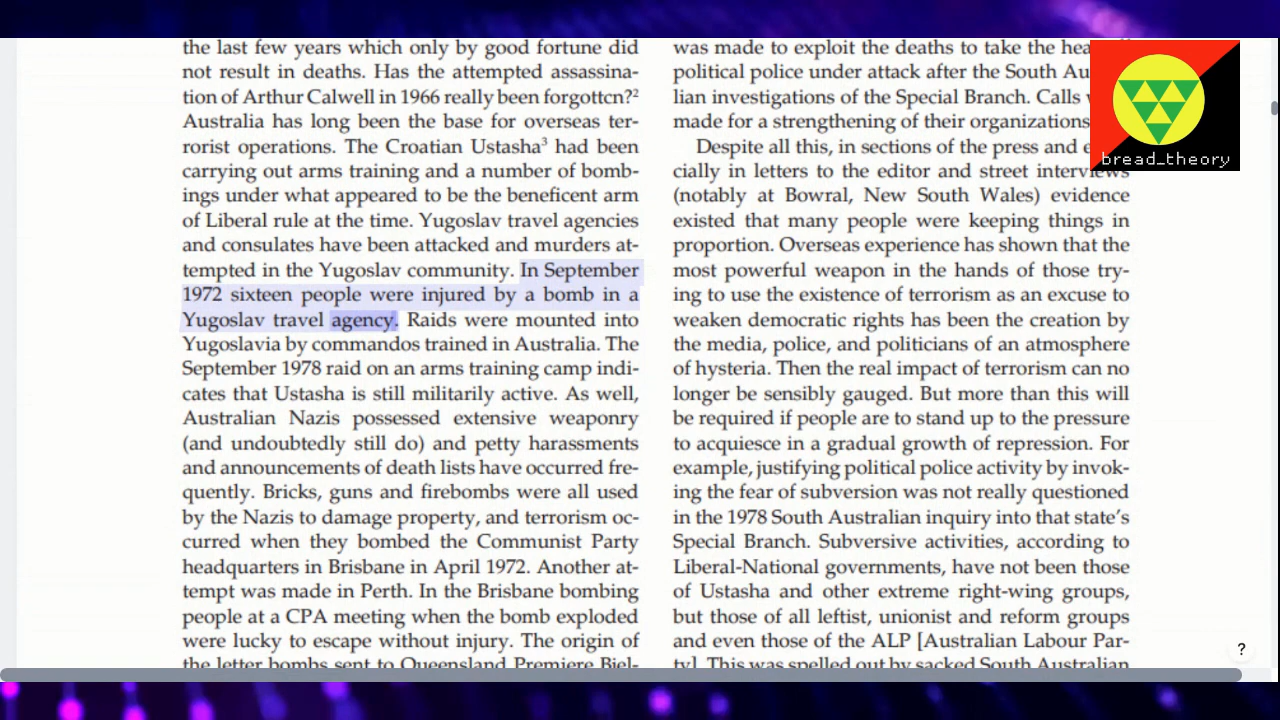 the last few years which only by good fortune did
not result in deaths. Has the attempted assassina-
tion of Arthur Calwell in 1966 really been forgottcn?²
Australia has long been the base for overseas ter-
rorist operations. The Croatian Ustasha³ had been
carrying out arms training and a number of bomb-
ings under what appeared to be the beneficent arm
of Liberal rule at the time. Yugoslav travel agencies
and consulates have been attacked and murders at-
tempted in the Yugoslav community. In September
1972 sixteen people were injured by a bomb in a
Yugoslav travel agency. Raids were mounted into
Yugoslavia by commandos trained in Australia. The
September 1978 raid on an arms training camp indi-
cates that Ustasha is still militarily active. As well,
Australian Nazis possessed extensive weaponry
(and undoubtedly still do) and petty harassments
and announcements of death lists have occurred fre-
quently. Bricks, guns and firebombs were all used
by the Nazis to damage property, and terrorism oc-
curred when they bombed the Communist Party
headquarters in Brisbane in April 1972. Another at-
tempt was made in Perth. In the Brisbane bombing
people at a CPA meeting when the bomb exploded
were lucky to escape without injury. The origin of
the letter bombs sent to Queensland Premiere Biel-
was made to exploit the deaths to take the
political police under attack after the South
lian investigations of the Special Branch. Calls
made for a strengthening of their organizations
Despite all this, in sections of the press and
cially in letters to the editor and street interviews
(notably at Bowral, New South Wales) evidence
existed that many people were keeping things in
proportion. Overseas experience has shown that the
most powerful weapon in the hands of those try-
ing to use the existence of terrorism as an excuse to
weaken democratic rights has been the creation by
the media, police, and politicians of an atmosphere
of hysteria. Then the real impact of terrorism can no
longer be sensibly gauged. But more than this will
be required if people are to stand up to the pressure
to acquiesce in a gradual growth of repression. For
example, justifying political police activity by invok-
ing the fear of subversion was not really questioned
in the 1978 South Australian inquiry into that state's
Special Branch. Subversive activities, according to
Liberal-National governments, have not been those
of Ustasha and other extreme right-wing groups,
but those of all leftist, unionist and reform groups
and even those of the ALP [Australian Labour Par-
ty]. This was spelled out by sacked South Australian
bread_theory
?